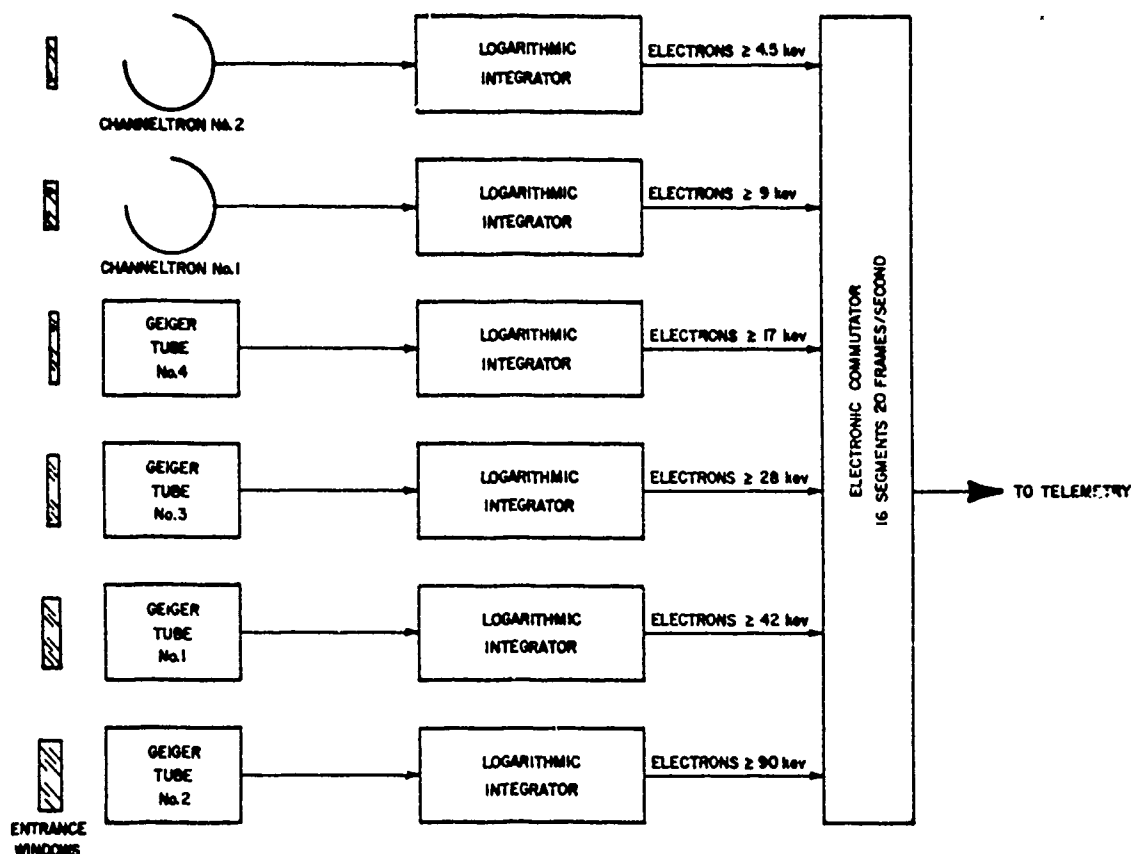 LOGARITHMIC
INTEGRATOR
ELECTRONS ≥ 4.5 kev
CHANNELTRON No.2
LOGARITHMIC
INTEGRATOR
ELECTRONS ≥ 9 kev
CHANNELTRON No.1
GEIGER
TUBE
No.4
LOGARITHMIC
INTEGRATOR
ELECTRONS ≥ 17 kev
GEIGER
TUBE
No.3
LOGARITHMIC
INTEGRATOR
ELECTRONS ≥ 28 kev
GEIGER
TUBE
No.1
LOGARITHMIC
INTEGRATOR
ELECTRONS ≥ 42 kev
GEIGER
TUBE
No.2
LOGARITHMIC
INTEGRATOR
ELECTRONS ≥ 90 kev
ENTRANCE
WINDOWS
ELECTRONIC COMMUTATOR
16 SEGMENTS 20 FRAMES/SECOND
TO TELEMETRY